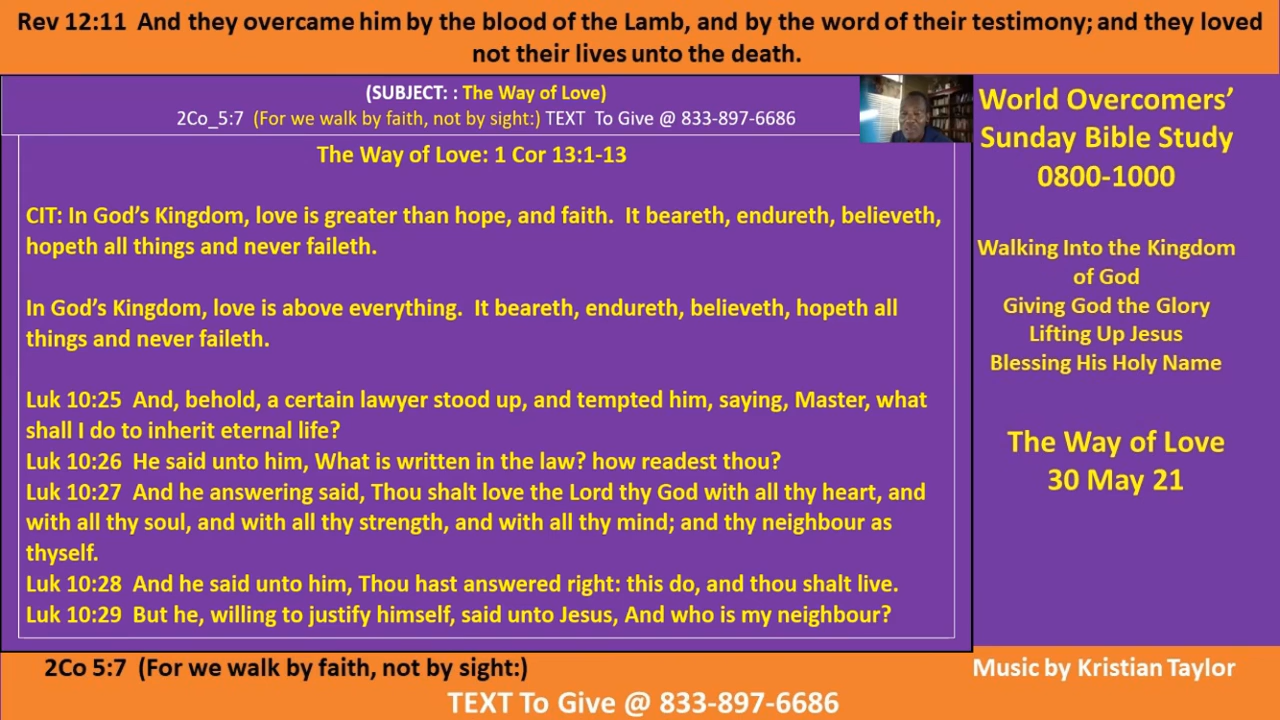 Rev 12:11  And they overcame him by the blood of the Lamb, and by the word of their testimony; and they loved
not their lives unto the death.
(SUBJECT: : The Way of Love)
2Co_5:7  (For we walk by faith, not by sight:) TEXT  To Give @ 833-897-6686
The Way of Love: 1 Cor 13:1-13
CIT: In God’s Kingdom, love is greater than hope, and faith.  It beareth, endureth, believeth,
hopeth all things and never faileth.
In God’s Kingdom, love is above everything.  It beareth, endureth, believeth, hopeth all
things and never faileth.
Luk 10:25  And, behold, a certain lawyer stood up, and tempted him, saying, Master, what
shall I do to inherit eternal life?
Luk 10:26  He said unto him, What is written in the law? how readest thou?
Luk 10:27  And he answering said, Thou shalt love the Lord thy God with all thy heart, and
with all thy soul, and with all thy strength, and with all thy mind; and thy neighbour as
thyself.
Luk 10:28  And he said unto him, Thou hast answered right: this do, and thou shalt live.
Luk 10:29  But he, willing to justify himself, said unto Jesus, And who is my neighbour?
World Overcomers’
Sunday Bible Study
0800-1000
Walking Into the Kingdom
of God
Giving God the Glory
Lifting Up Jesus
Blessing His Holy Name
The Way of Love
30 May 21
2Co 5:7  (For we walk by faith, not by sight:)
Music by Kristian Taylor
TEXT To Give @ 833-897-6686